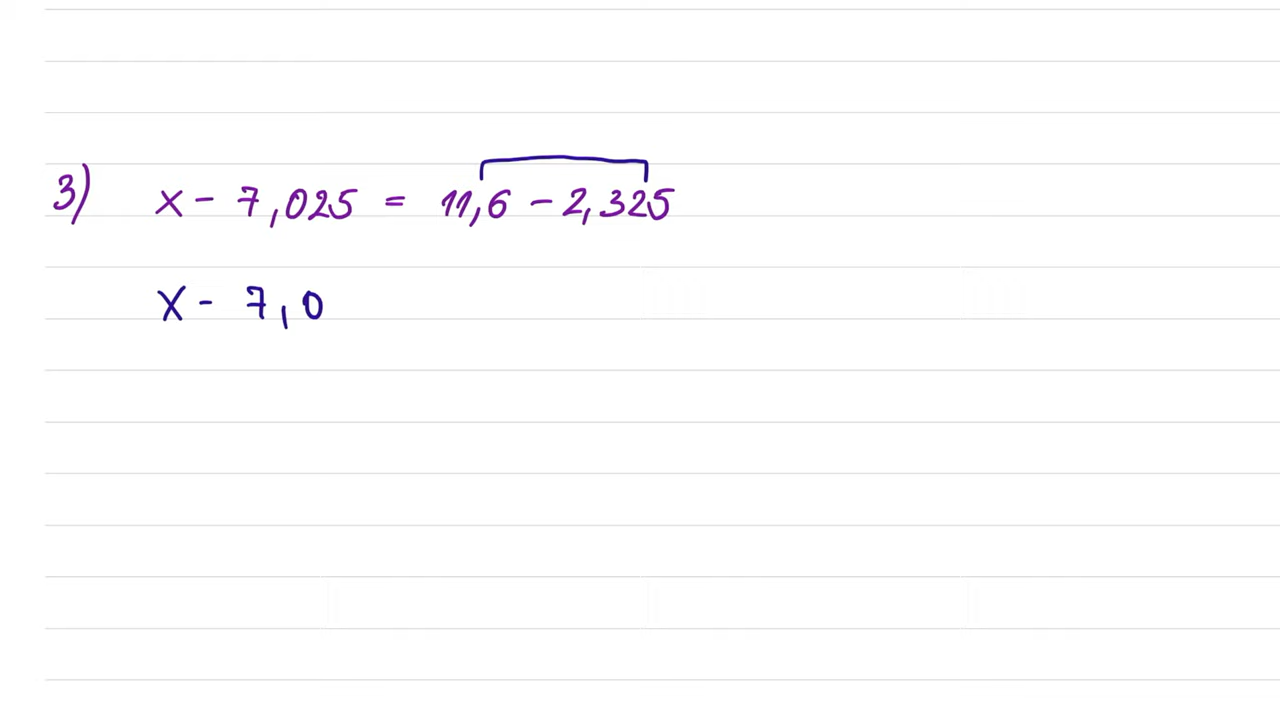 3) x - 7,025 = 11,6 - 2,325
x - 7,0